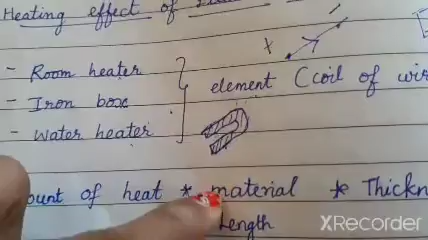 Heating effect of
X
- Room heater
- Iron box
- Water heater
element (coil of wir
ount of heat * material * Thickn
Length
XRecorder